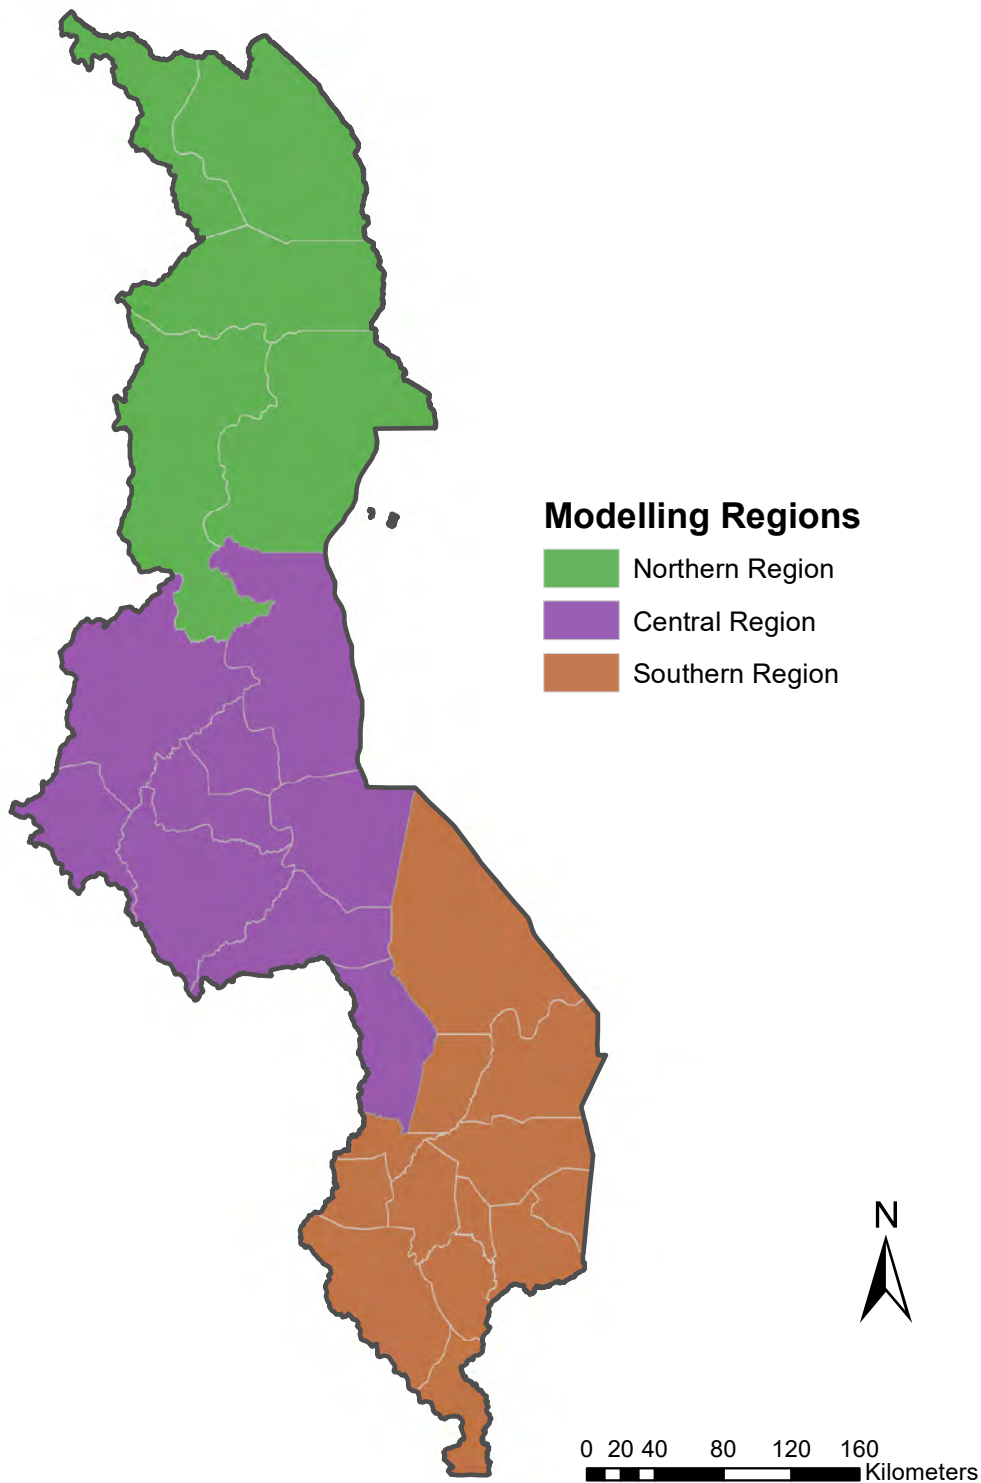 Modelling Regions
Northern Region
Central Region
Southern Region
N
0 20 40 80 120 160
Kilometers